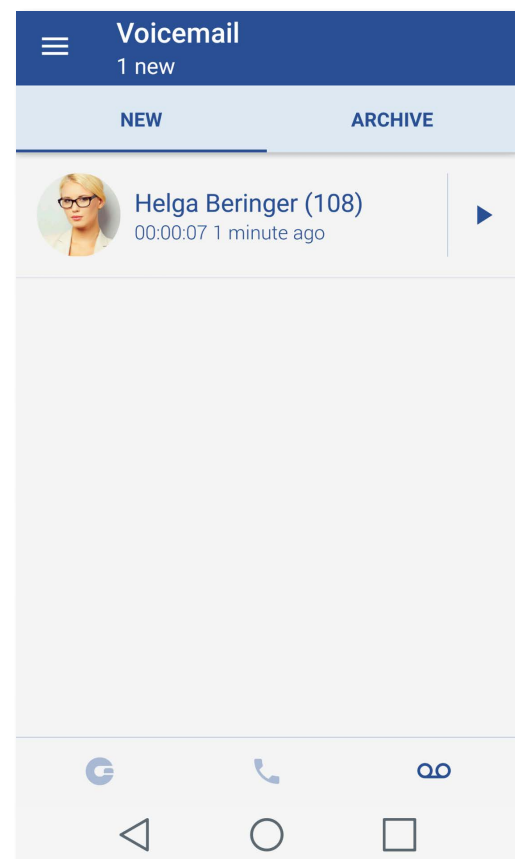 Voicemail
1 new
NEW
ARCHIVE
Helga Beringer (108)
00:00:07 1 minute ago